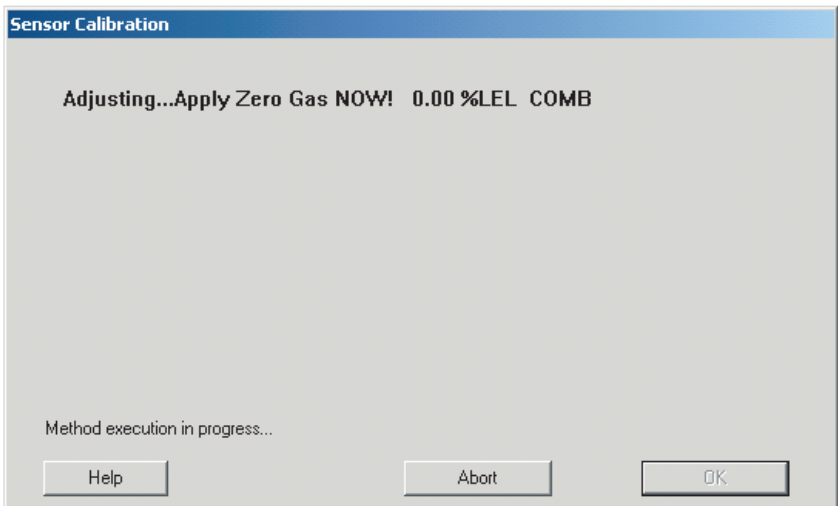 Sensor Calibration
Adjusting...Apply Zero Gas NOW! 0.00 %LEL COMB
Method execution in progress...
Help Abort OK